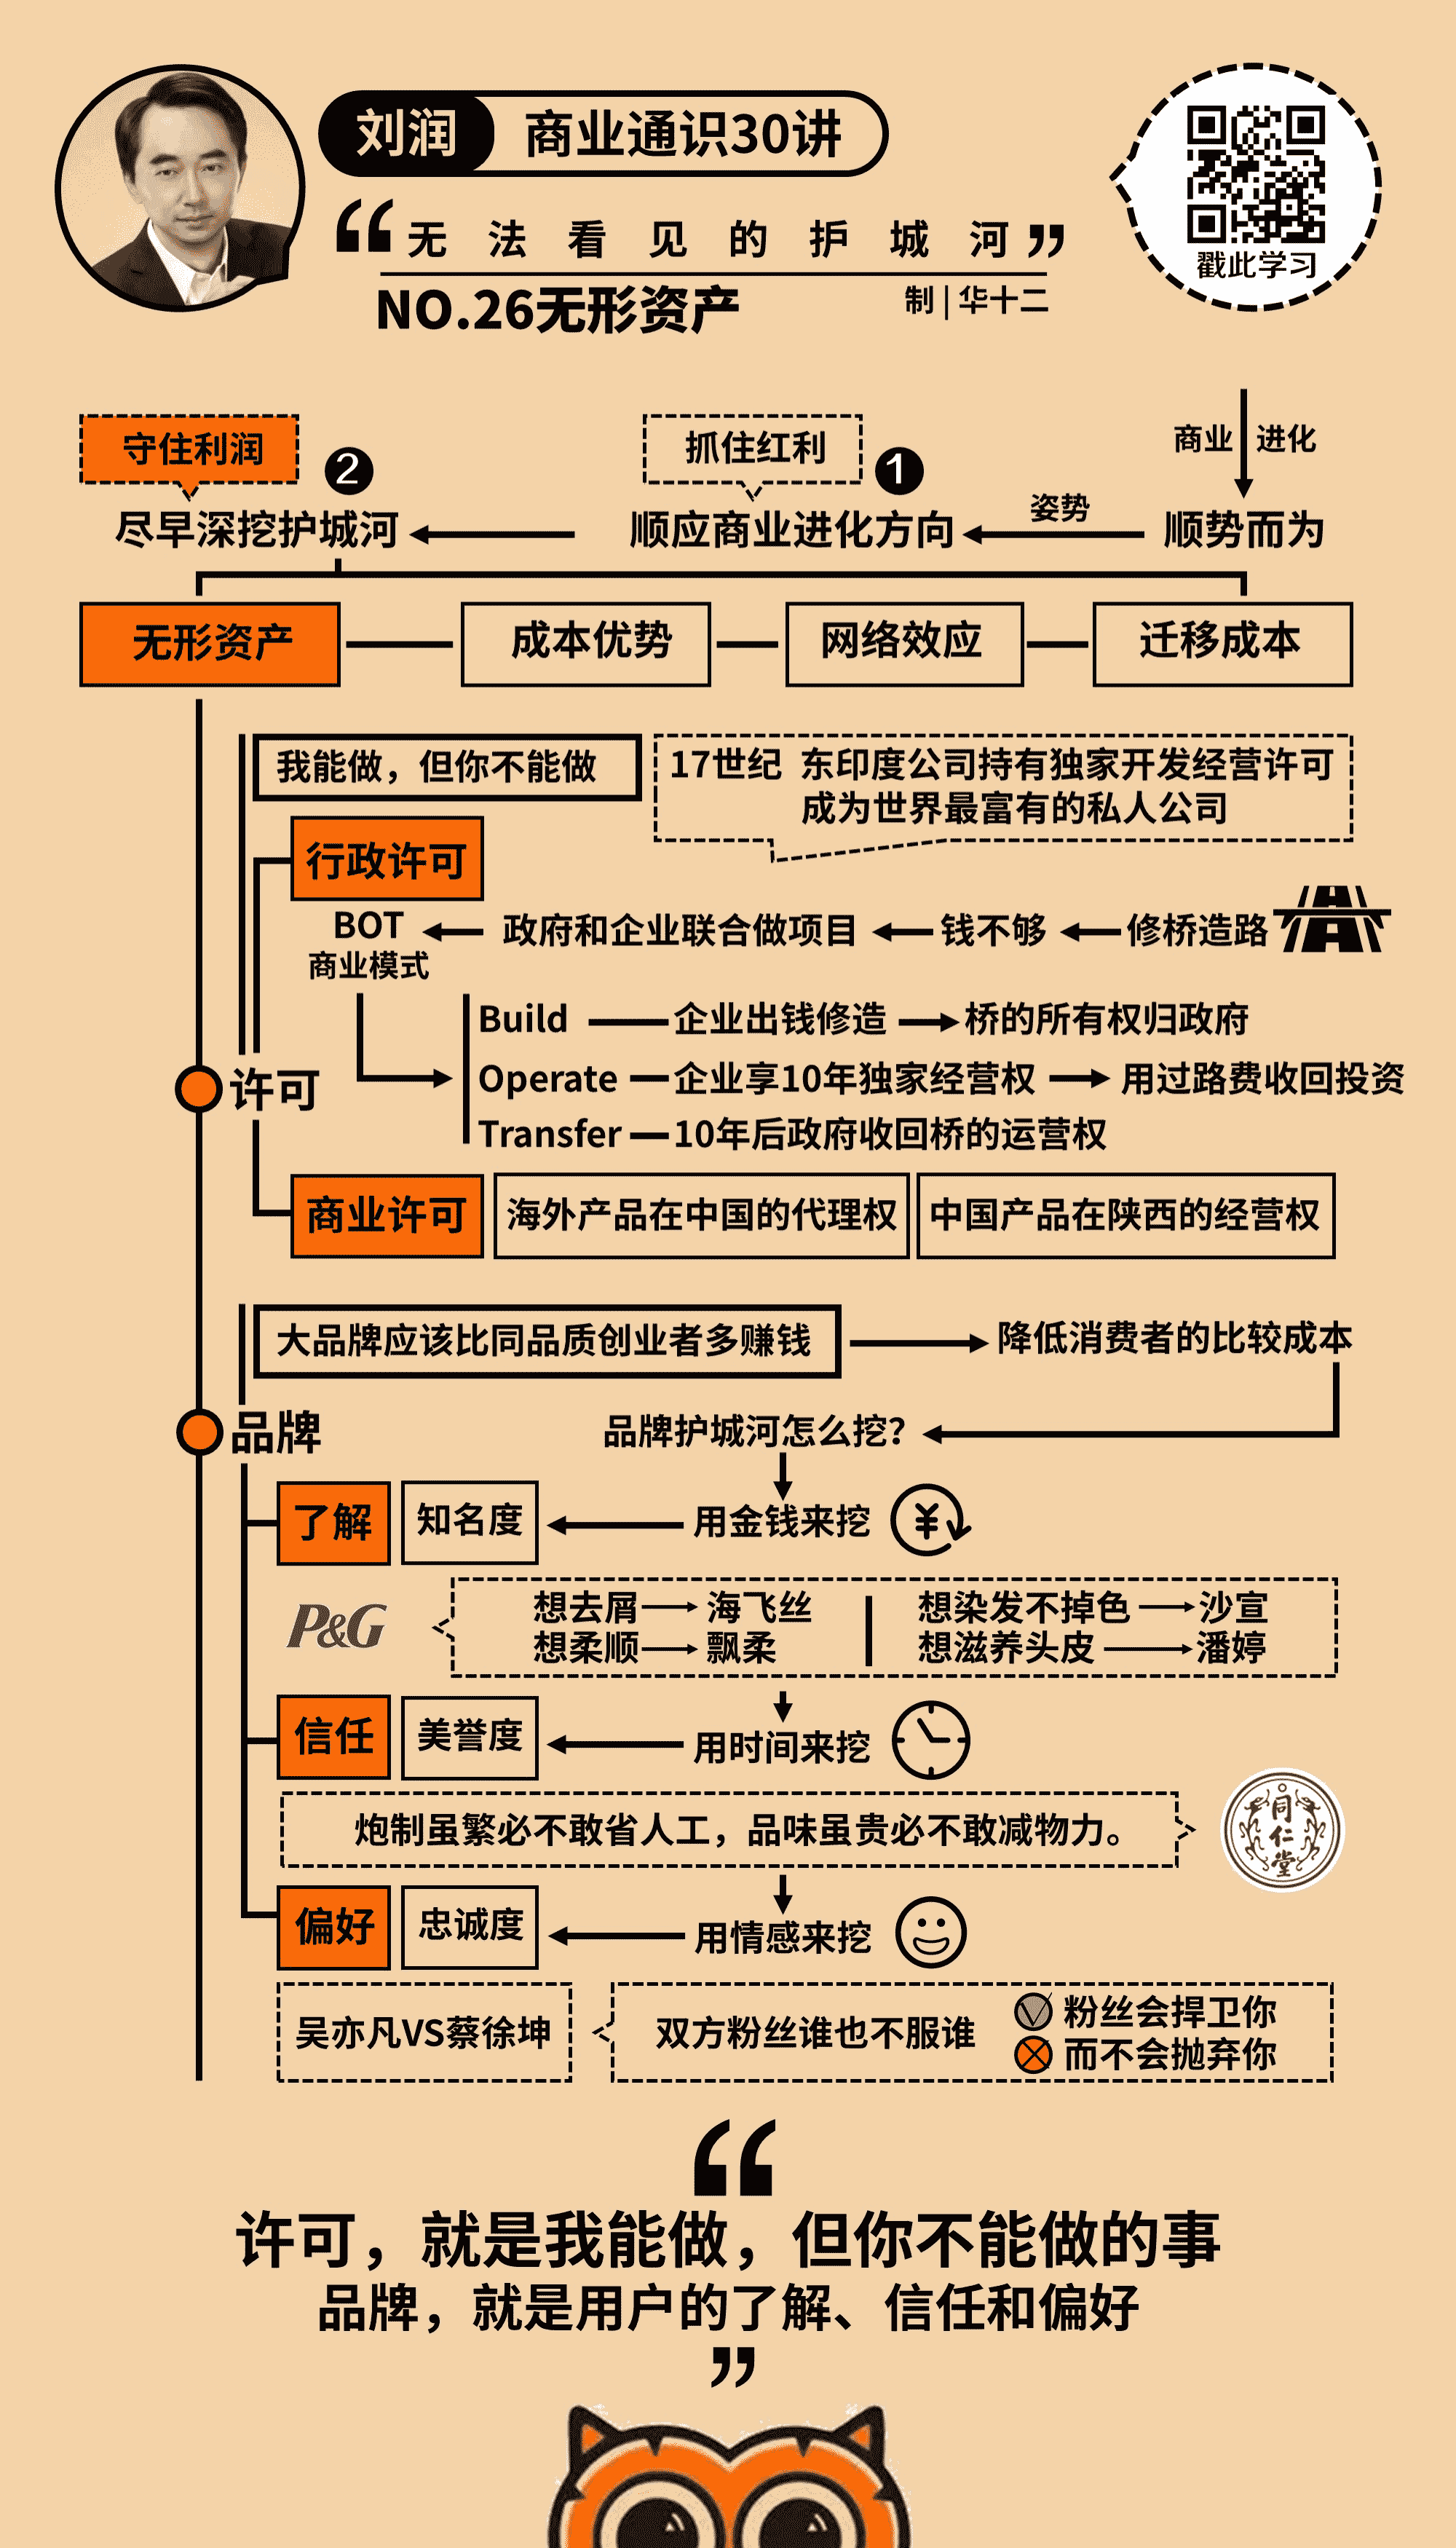 刘润 商业通识30讲
“无法看见的护城河”
NO.26无形资产
制|华十二
戳此学习
商业 进化
顺势而为
姿势
抓住红利
1
顺应商业进化方向
守住利润
2
尽早深挖护城河
无形资产 成本优势 网络效应 迁移成本
我能做，但你不能做
17世纪 东印度公司持有独家开发经营许可
成为世界最富有的私人公司
行政许可
BOT
商业模式
政府和企业联合做项目 钱不够 修桥造路
Build 企业出钱修造 桥的所有权归政府
Operate 企业享10年独家经营权 用过路费收回投资
Transfer 10年后政府收回桥的运营权
许可
商业许可 海外产品在中国的代理权 中国产品在陕西的经营权
大品牌应该比同品质创业者多赚钱 降低消费者的比较成本
品牌
品牌护城河怎么挖？
了解 知名度 用金钱来挖 ¥
P&G
想去屑 海飞丝 想染发不掉色 沙宣
想柔顺 飘柔 想滋养头皮 潘婷
信任 美誉度 用时间来挖
炮制虽繁必不敢省人工，品味虽贵必不敢减物力。
同仁堂
偏好 忠诚度 用情感来挖
吴亦凡VS蔡徐坤
双方粉丝谁也不服谁
粉丝会捍卫你
而不会抛弃你
“
许可，就是我能做，但你不能做的事
品牌，就是用户的了解、信任和偏好
”